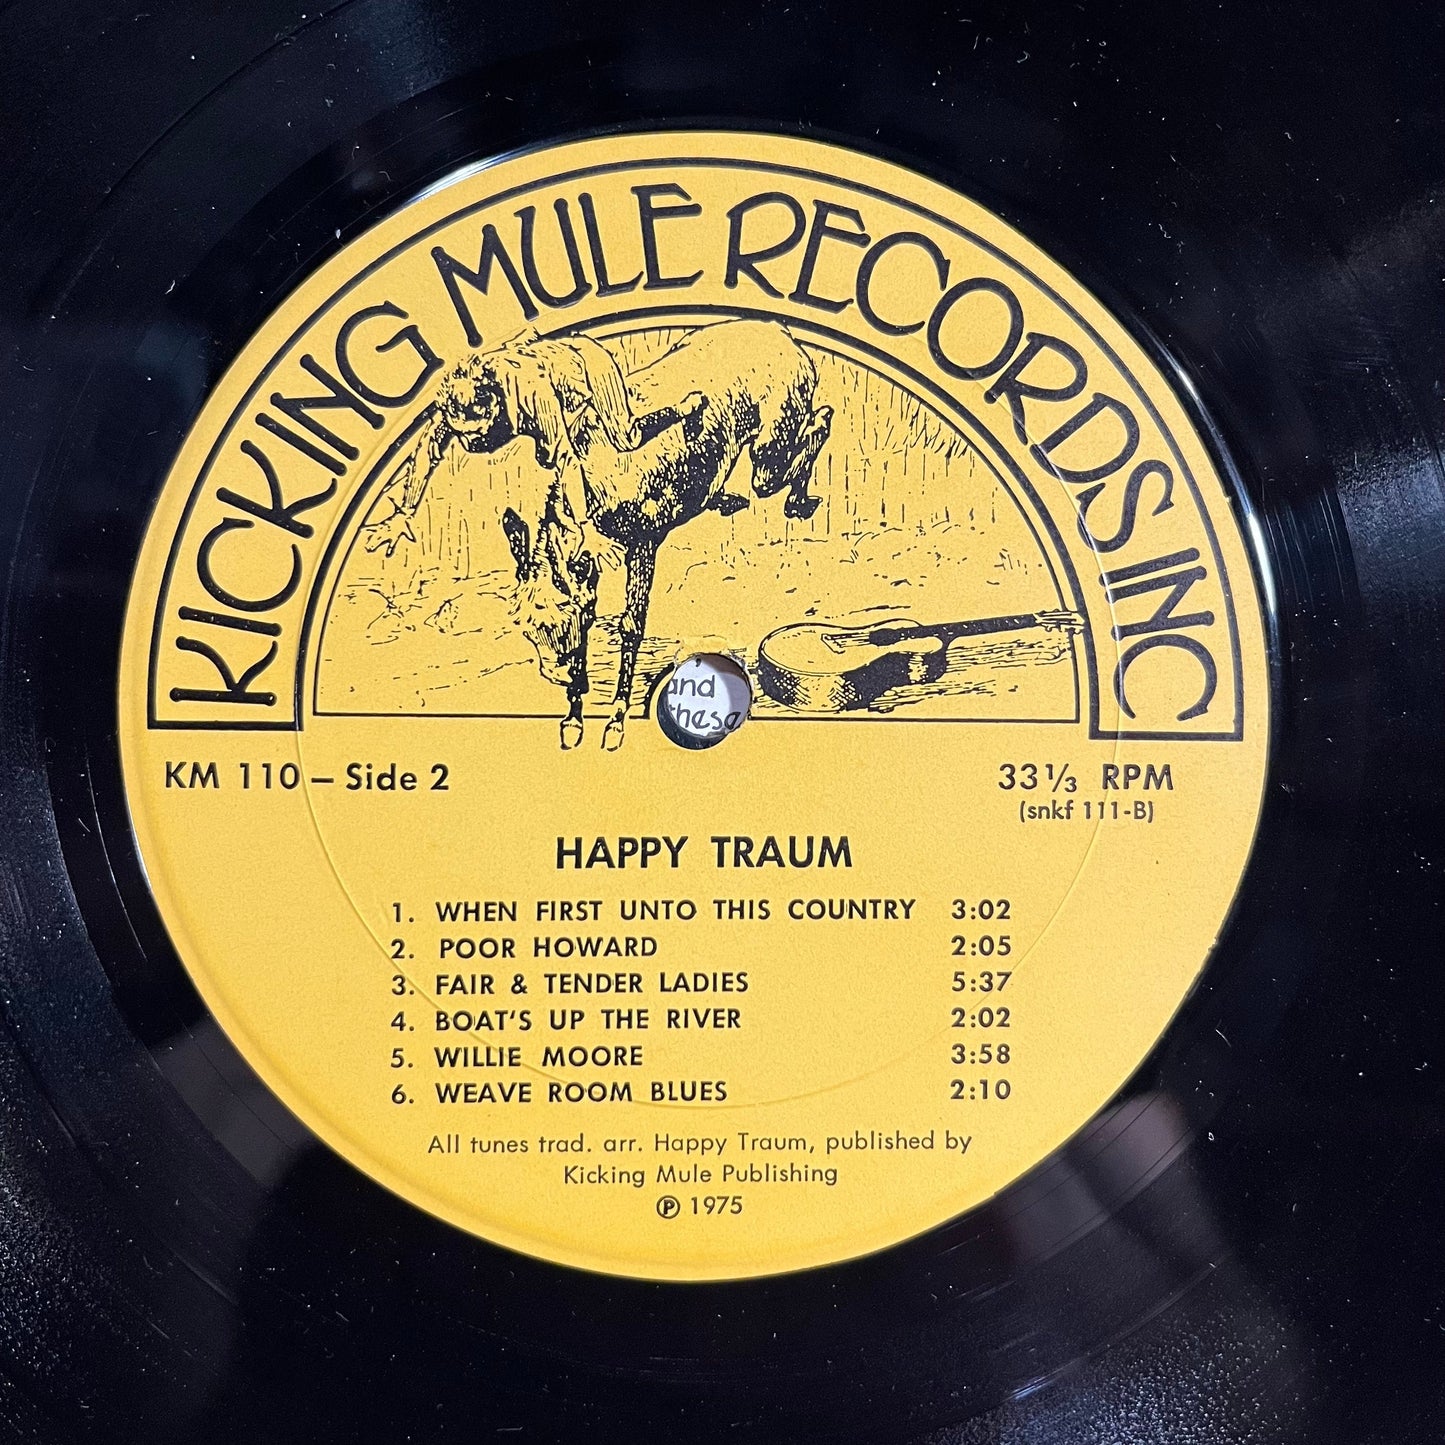 KICKING MULE RECORDS INC
and
these
KM 110 – Side 2
33 1/3 RPM
(snkf 111-B)
HAPPY TRAUM
1. WHEN FIRST UNTO THIS COUNTRY 3:02
2. POOR HOWARD 2:05
3. FAIR & TENDER LADIES 5:37
4. BOAT'S UP THE RIVER 2:02
5. WILLIE MOORE 3:58
6. WEAVE ROOM BLUES 2:10
All tunes trad. arr. Happy Traum, published by
Kicking Mule Publishing
℗ 1975